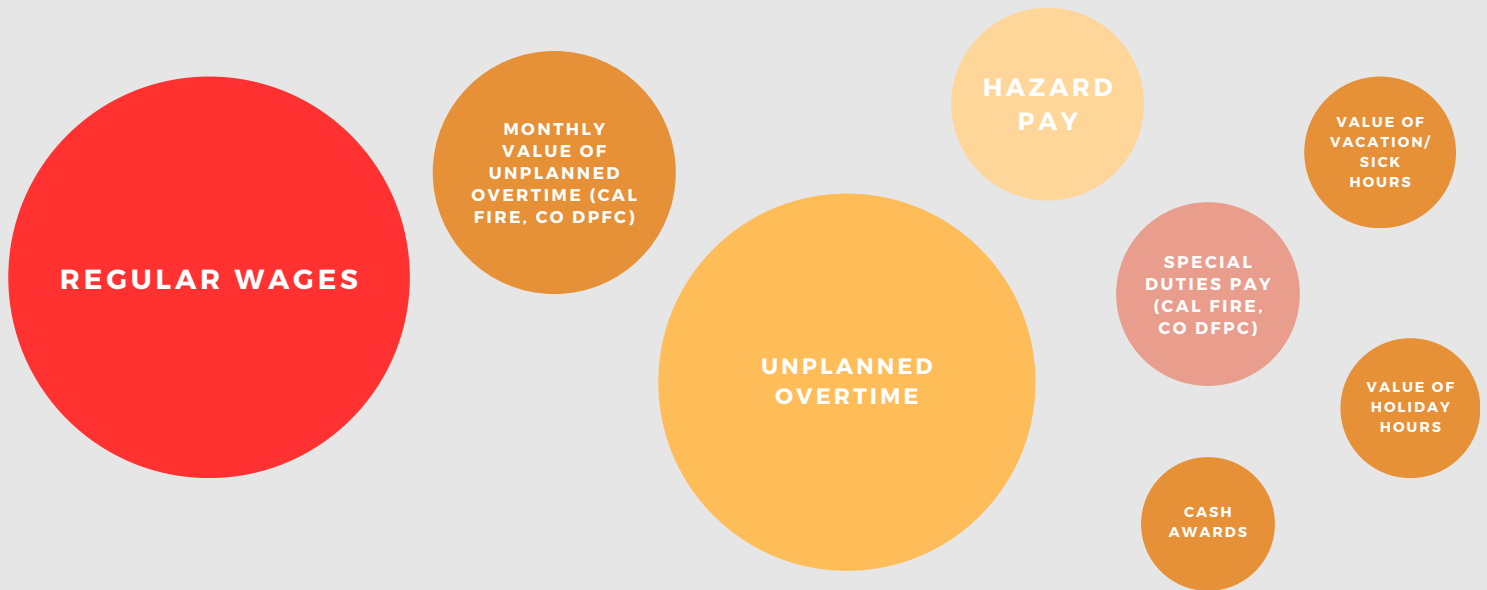 REGULAR WAGES
MONTHLY
VALUE OF
UNPLANNED
OVERTIME (CAL
FIRE, CO DPFC)
UNPLANNED
OVERTIME
HAZARD
PAY
SPECIAL
DUTIES PAY
(CAL FIRE,
CO DFPC)
VALUE OF
VACATION/
SICK
HOURS
VALUE OF
HOLIDAY
HOURS
CASH
AWARDS